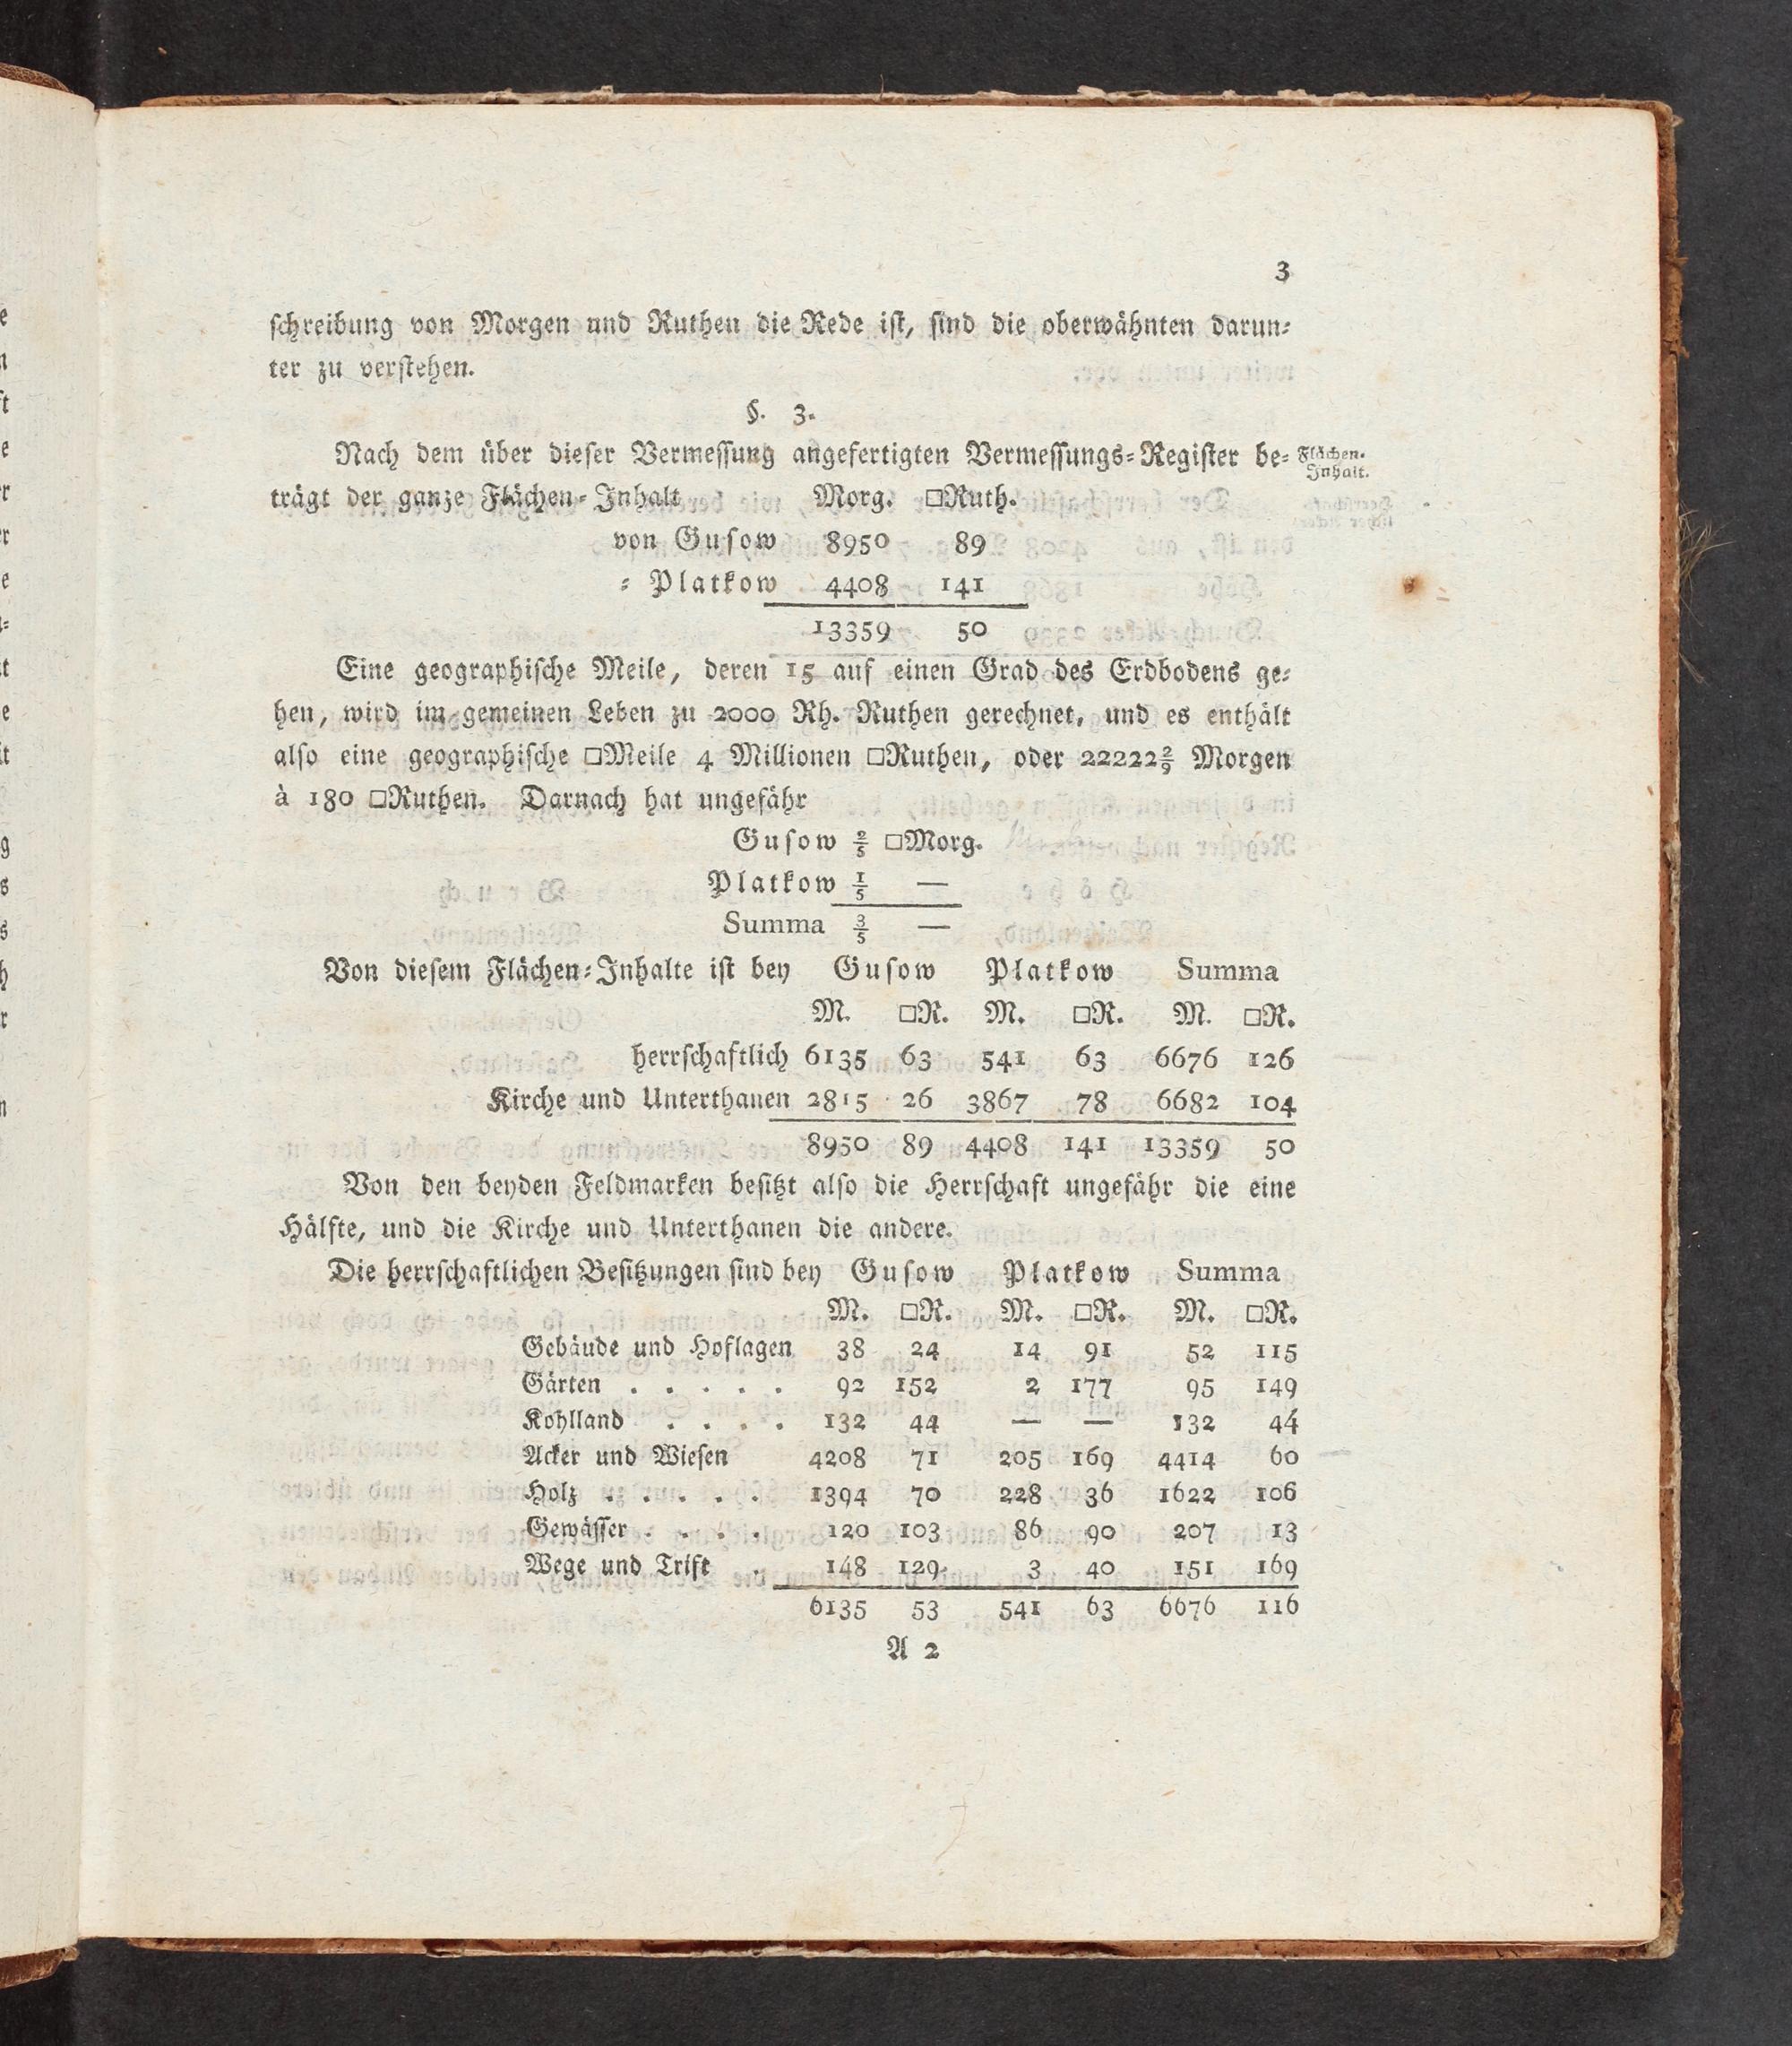 3
schreibung von Morgen und Ruthen die Rede ist, sind die oberwähnten darun⸗
ter zu verstehen.
§. 3.
Nach dem über dieser Vermessung angefertigten Vermessungs⸗Register be⸗
Flächen-
Inhalt.
trägt der ganze Flächen⸗Inhalt Morg. □Ruth.
von Gusow 8950 89
⸗ Platkow 4408 141
13359 50
Eine geographische Meile, deren 15 auf einen Grad des Erdbodens ge⸗
hen, wird im gemeinen Leben zu 2000 Rh. Ruthen gerechnet, und es enthält
also eine geographische □Meile 4 Millionen □Ruthen, oder 22222 2/9 Morgen
à 180 □Ruthen. Darnach hat ungefähr
Gusow 2/5 □Morg.
Platkow 1/5 —
Summa 3/5 —
Von diesem Flächen⸗Inhalte ist bey Gusow Platkow Summa
M. □R. M. □R. M. □R.
herrschaftlich 6135 63 541 63 6676 126
Kirche und Unterthanen 2815 26 3867 78 6682 104
8950 89 4408 141 13359 50
Von den beyden Feldmarken besitzt also die Herrschaft ungefähr die eine
Hälfte, und die Kirche und Unterthanen die andere.
Die herrschaftlichen Besitzungen sind bey Gusow Platkow Summa
M. □R. M. □R. M. □R.
Gebäude und Hoflagen 38 24 14 91 52 115
Gärten . . . . . 92 152 2 177 95 149
Kohlland . . . . 132 44 — — 132 44
Acker und Wiesen 4208 71 205 169 4414 60
Holz . . . . . 1394 70 228 36 1622 106
Gewässer . . . . 120 103 86 90 207 13
Wege und Trift . 148 129 3 40 151 169
6135 53 541 63 6676 116
A 2